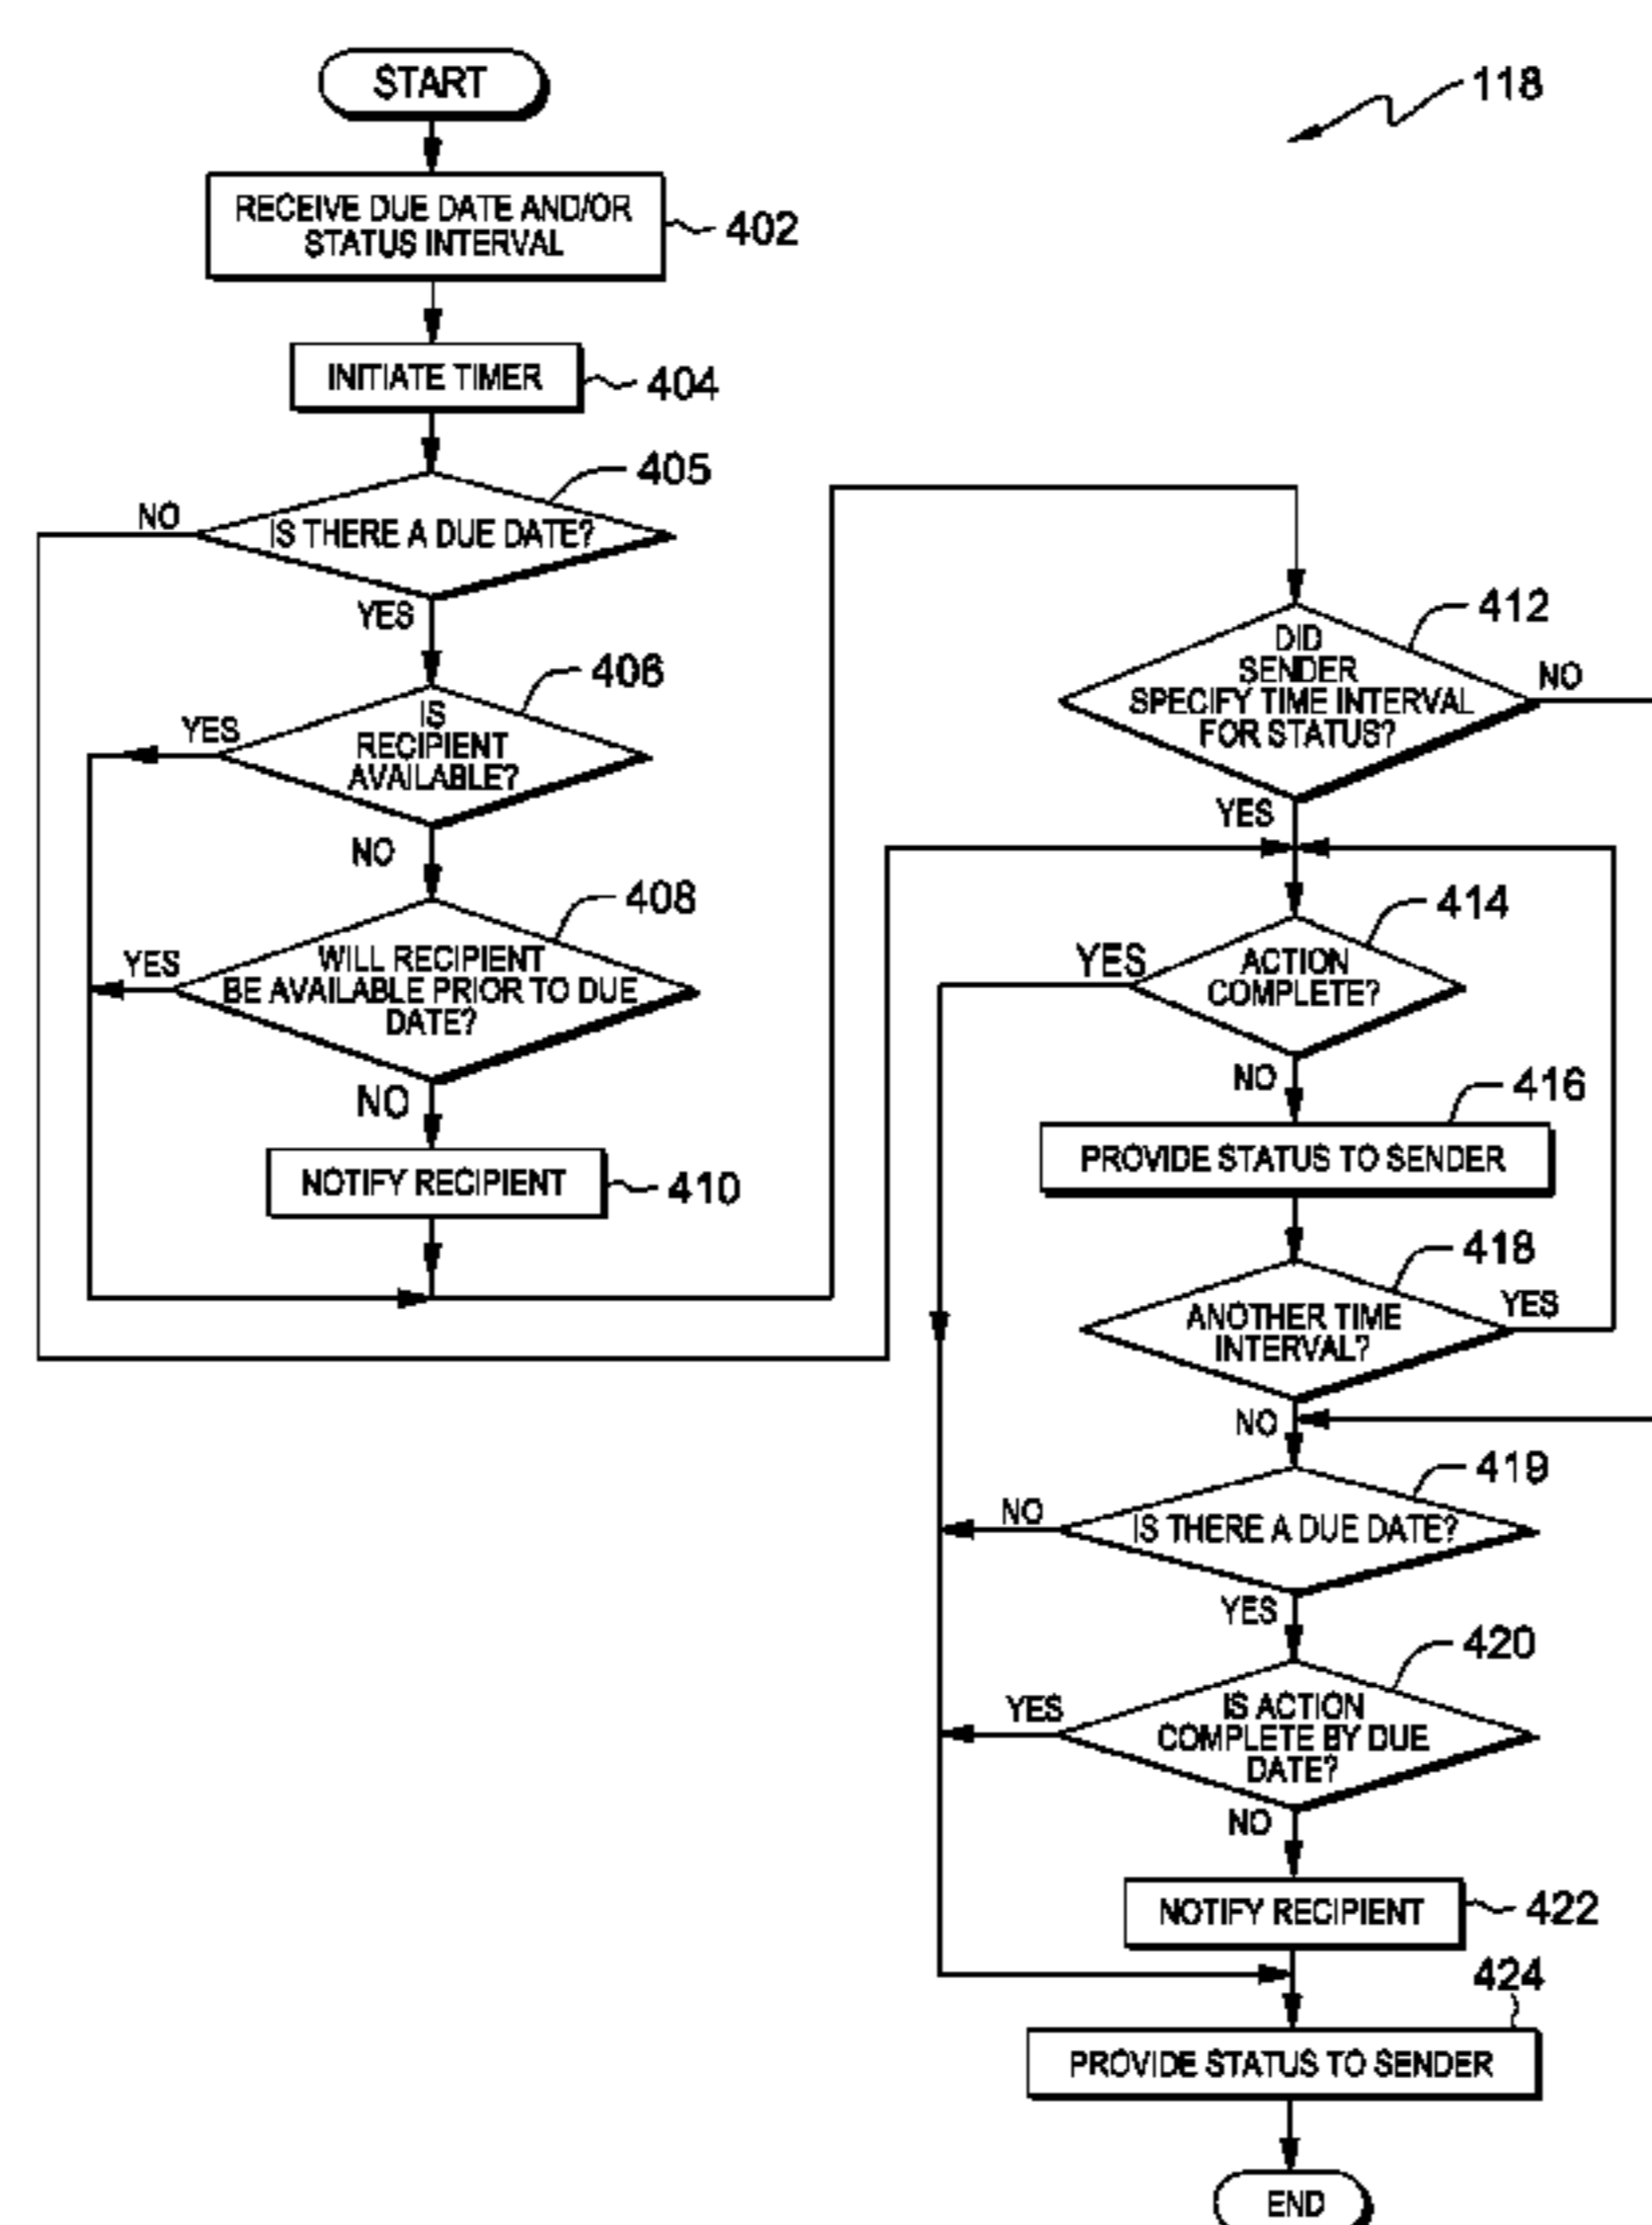 START
118
RECEIVE DUE DATE AND/OR
STATUS INTERVAL
402
INITIATE TIMER
404
405
NO
IS THERE A DUE DATE?
YES
406
YES
IS
RECIPIENT
AVAILABLE?
NO
408
YES
WILL RECIPIENT
BE AVAILABLE PRIOR TO DUE
DATE?
NO
NOTIFY RECIPIENT
410
412
DID
SENDER
SPECIFY TIME INTERVAL
FOR STATUS?
NO
YES
414
YES
ACTION
COMPLETE?
NO
416
PROVIDE STATUS TO SENDER
418
ANOTHER TIME
INTERVAL?
YES
NO
419
NO
IS THERE A DUE DATE?
YES
420
YES
IS ACTION
COMPLETE BY DUE
DATE?
NO
NOTIFY RECIPIENT
422
424
PROVIDE STATUS TO SENDER
END